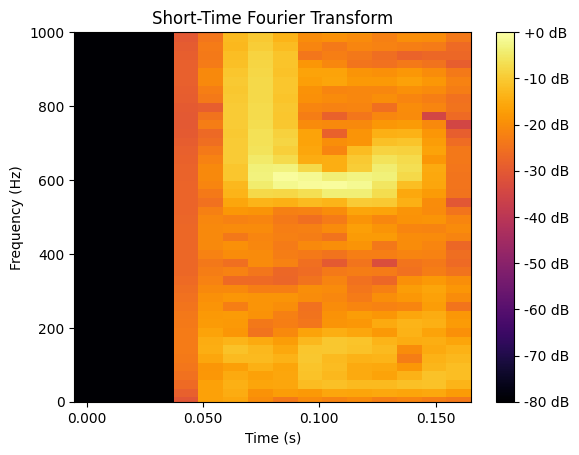 Short-Time Fourier Transform
Frequency (Hz)
1000
800
600
400
200
0
0.000
0.050
0.100
0.150
Time (s)
+0 dB
-10 dB
-20 dB
-30 dB
-40 dB
-50 dB
-60 dB
-70 dB
-80 dB